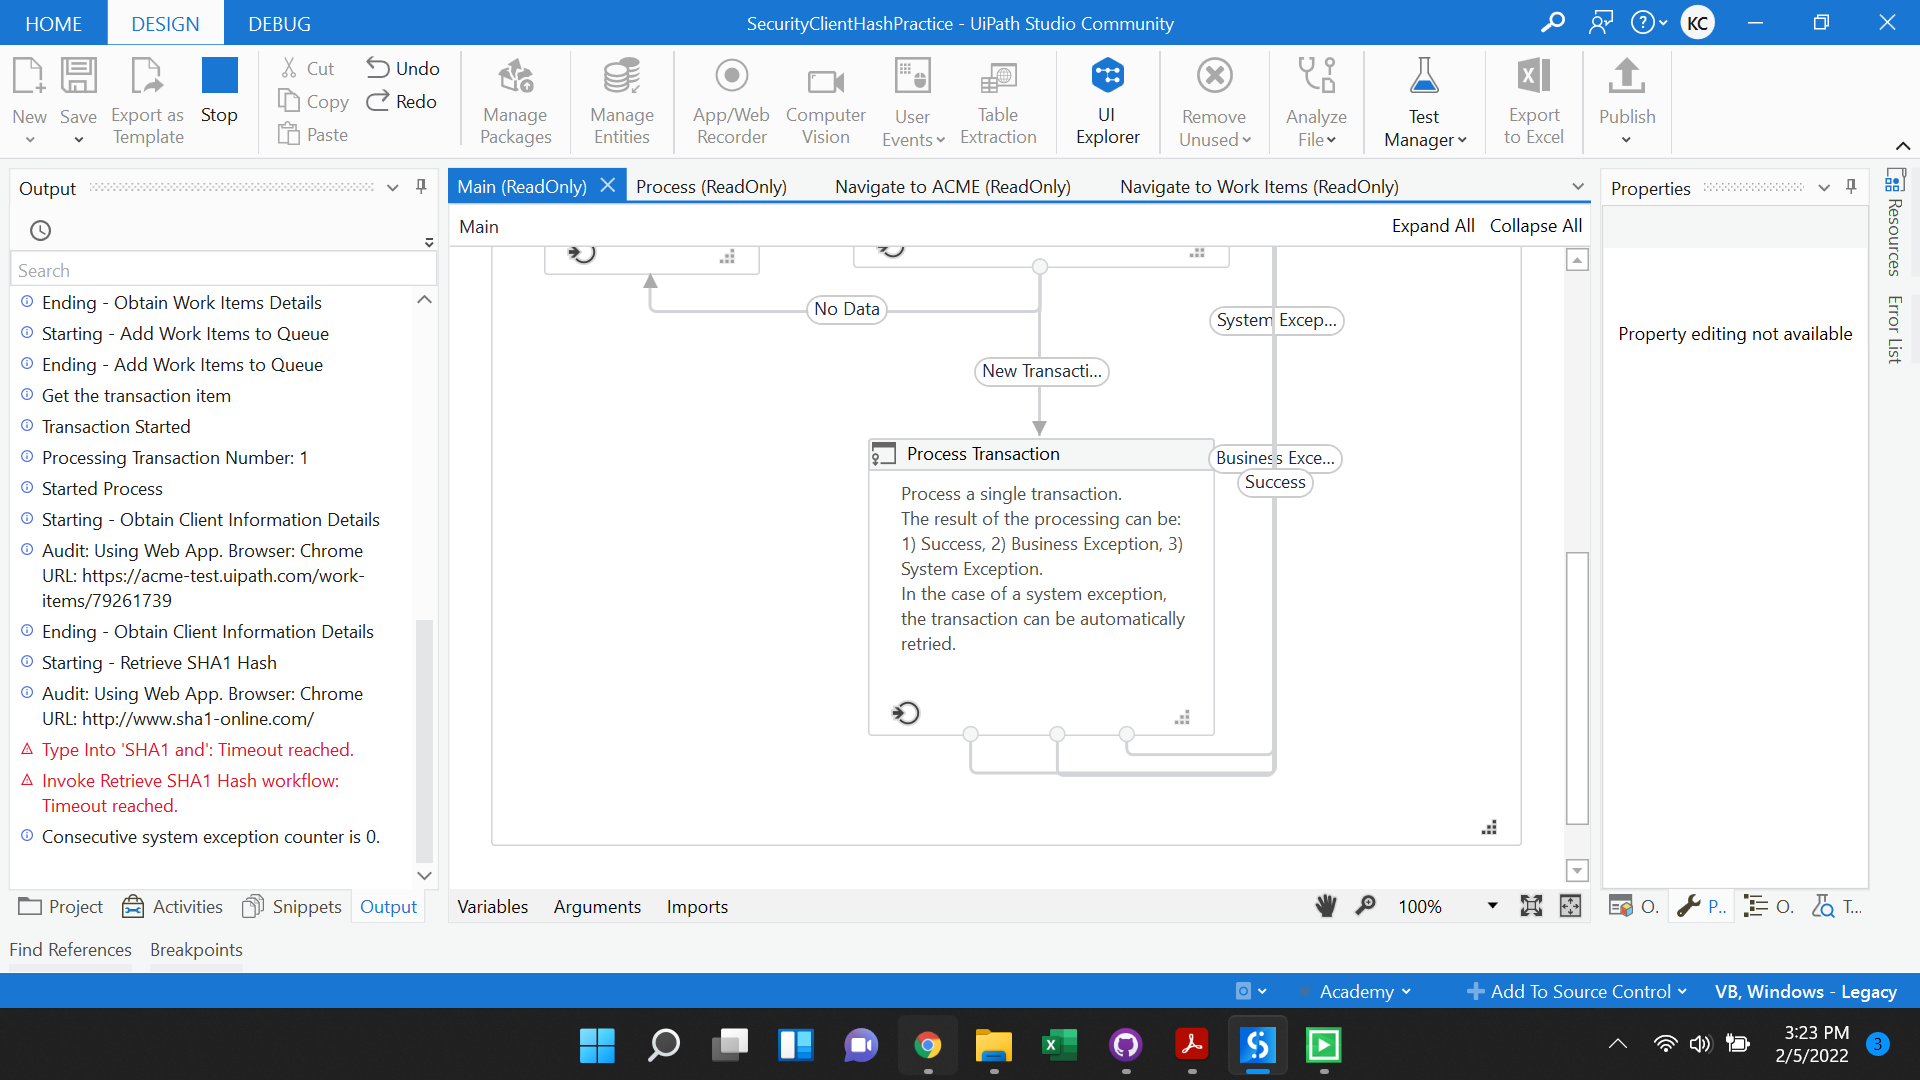 HOME DESIGN DEBUG
SecurityClientHashPractice - UiPath Studio Community
KC
New
Save
Export as
Template
Stop
Cut
Copy
Paste
Undo
Redo
Manage
Packages
Manage
Entities
App/Web
Recorder
Computer
Vision
User
Events
Table
Extraction
UI
Explorer
Remove
Unused
Analyze
File
Test
Manager
Export
to Excel
Publish
Output
Search
Ending - Obtain Work Items Details
Starting - Add Work Items to Queue
Ending - Add Work Items to Queue
Get the transaction item
Transaction Started
Processing Transaction Number: 1
Started Process
Starting - Obtain Client Information Details
Audit: Using Web App. Browser: Chrome
URL: https://acme-test.uipath.com/work-
items/79261739
Ending - Obtain Client Information Details
Starting - Retrieve SHA1 Hash
Audit: Using Web App. Browser: Chrome
URL: http://www.sha1-online.com/
Type Into 'SHA1 and': Timeout reached.
Invoke Retrieve SHA1 Hash workflow:
Timeout reached.
Consecutive system exception counter is 0.
Project Activities Snippets Output
Find References Breakpoints
Main (ReadOnly) Process (ReadOnly) Navigate to ACME (ReadOnly) Navigate to Work Items (ReadOnly)
Main Expand All Collapse All
No Data
System Excep...
New Transacti...
Process Transaction
Business Exce...
Success
Process a single transaction.
The result of the processing can be:
1) Success, 2) Business Exception, 3)
System Exception.
In the case of a system exception,
the transaction can be automatically
retried.
Variables Arguments Imports
100%
Properties
Property editing not available
O. P.. O. T...
Resources
Error List
Academy Add To Source Control VB, Windows - Legacy
3:23 PM
2/5/2022
3